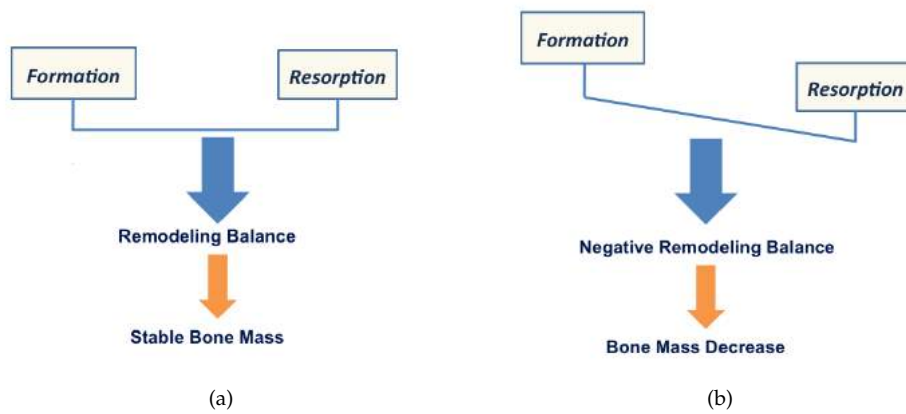 Formation
Resorption
Remodeling Balance
Stable Bone Mass
(a)
Formation
Resorption
Negative Remodeling Balance
Bone Mass Decrease
(b)